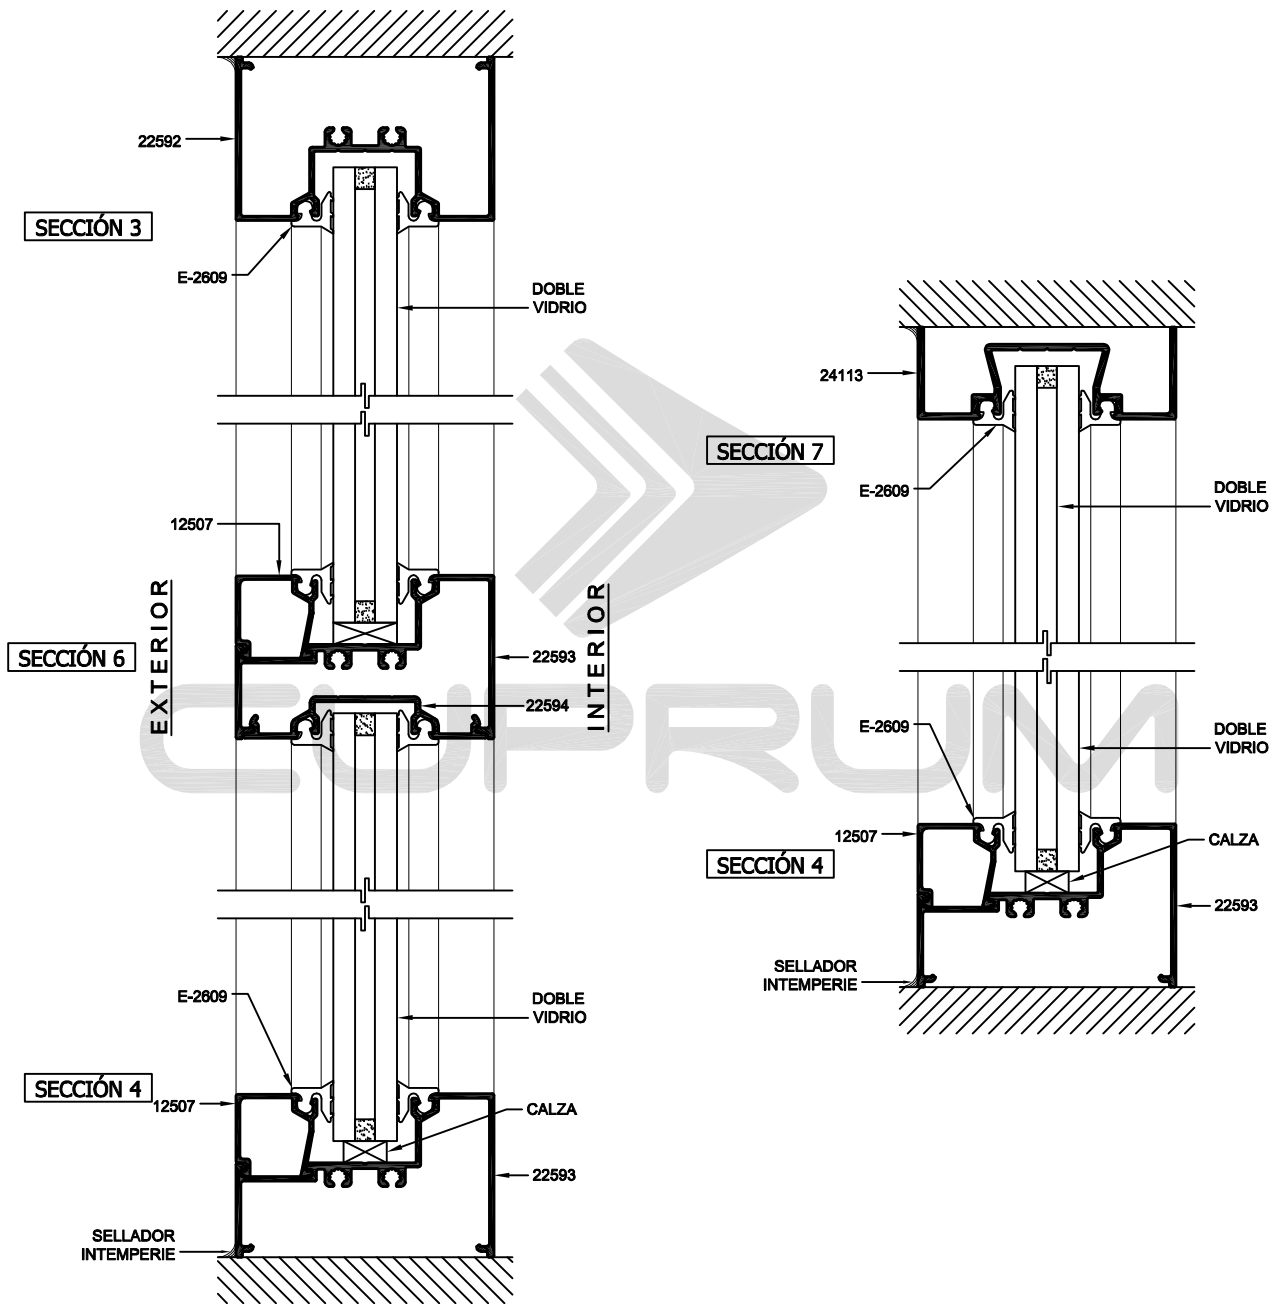 22592
SECCIÓN 3
E-2609
DOBLE
VIDRIO
12507
EXTERIOR
INTERIOR
SECCIÓN 6
22593
22594
CUPRUM
E-2609
DOBLE
VIDRIO
SECCIÓN 4
12507
CALZA
22593
SELLADOR
INTEMPERIE
24113
SECCIÓN 7
E-2609
DOBLE
VIDRIO
E-2609
DOBLE
VIDRIO
12507
CALZA
SECCIÓN 4
22593
SELLADOR
INTEMPERIE